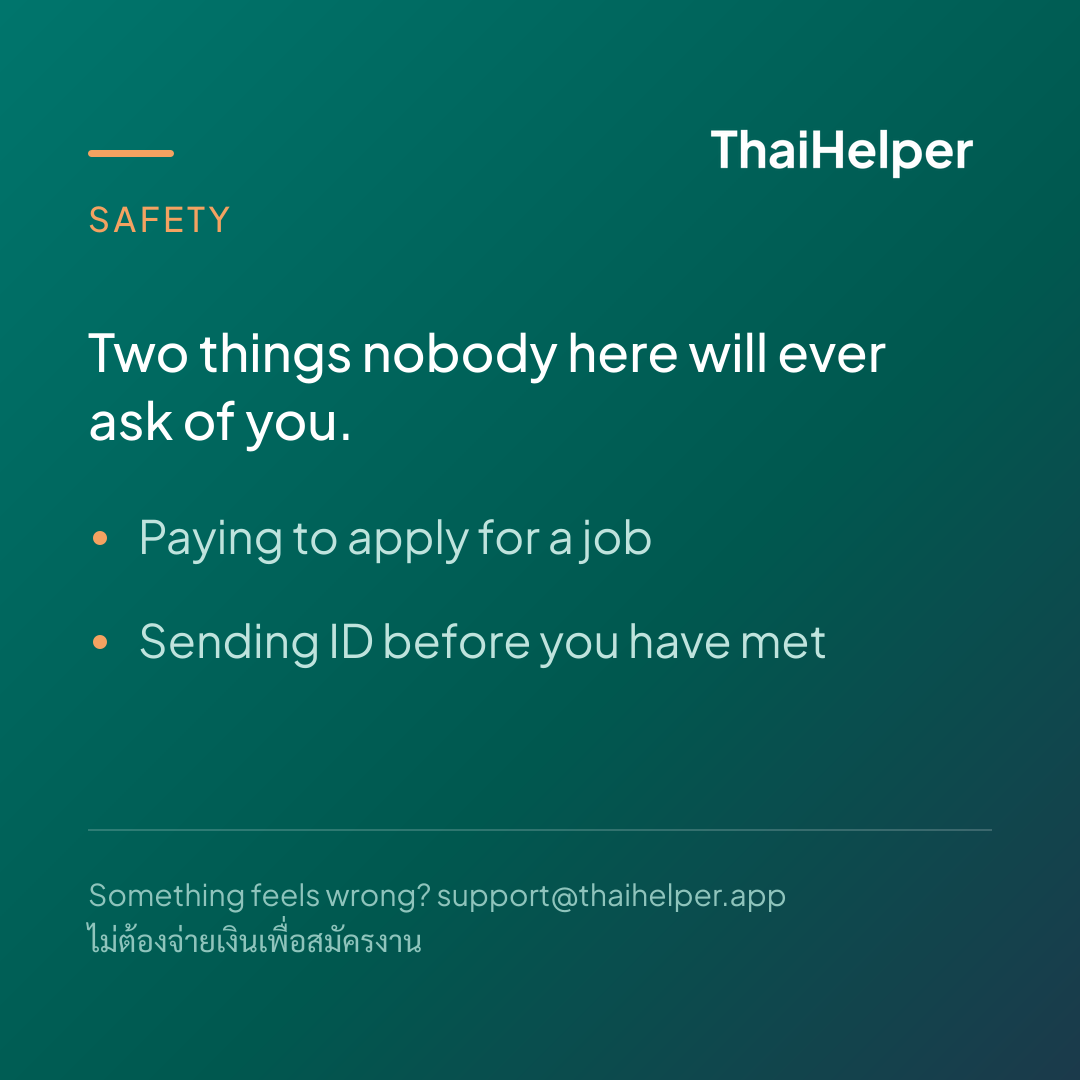 ThaiHelper
SAFETY
Two things nobody here will ever
ask of you.
• Paying to apply for a job
• Sending ID before you have met
Something feels wrong? support@thaihelper.app
ไม่ต้องจ่ายเงินเพื่อสมัครงาน